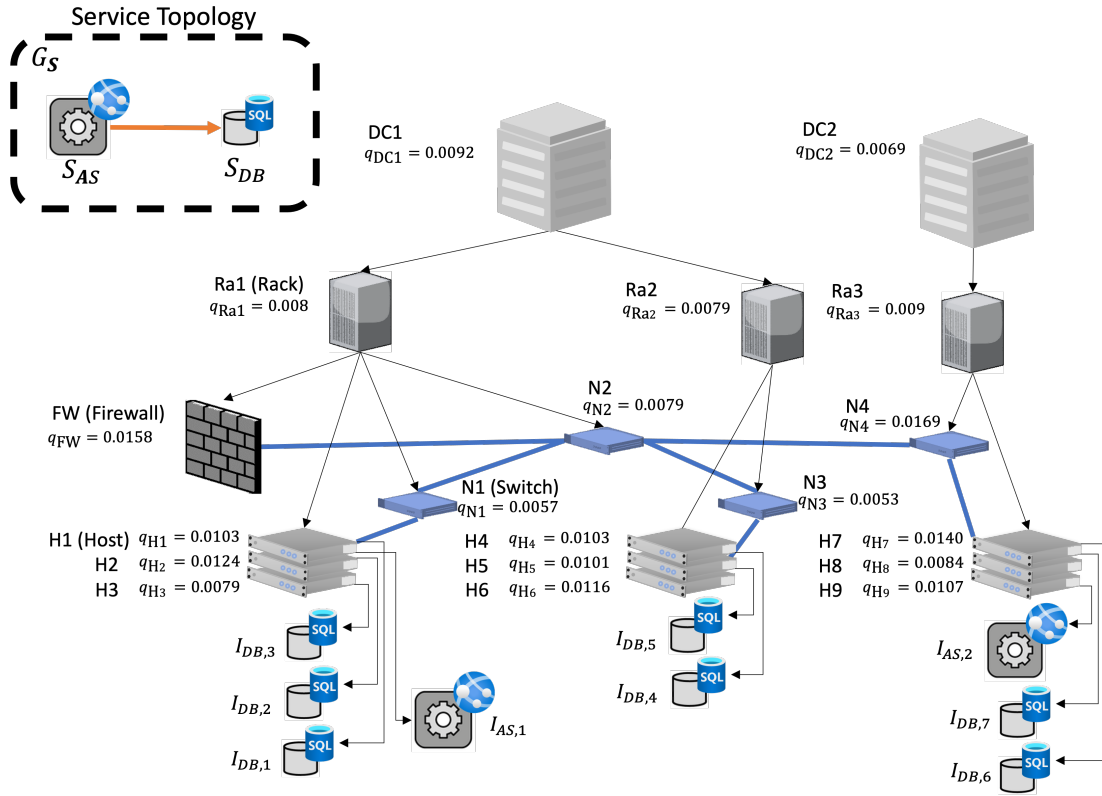 Service Topology
G_S
SQL
S_AS
S_DB
DC1
q_DC1 = 0.0092
DC2
q_DC2 = 0.0069
Ra1 (Rack)
q_Ra1 = 0.008
Ra2
q_Ra2 = 0.0079
Ra3
q_Ra3 = 0.009
FW (Firewall)
q_FW = 0.0158
N2
q_N2 = 0.0079
N4
q_N4 = 0.0169
N1 (Switch)
q_N1 = 0.0057
N3
q_N3 = 0.0053
H1 (Host) q_H1 = 0.0103
H2 q_H2 = 0.0124
H3 q_H3 = 0.0079
H4 q_H4 = 0.0103
H5 q_H5 = 0.0101
H6 q_H6 = 0.0116
H7 q_H7 = 0.0140
H8 q_H8 = 0.0084
H9 q_H9 = 0.0107
I_DB,3 SQL
I_DB,2 SQL
I_DB,1 SQL
I_AS,1
I_DB,5 SQL
I_DB,4 SQL
I_AS,2
I_DB,7 SQL
I_DB,6 SQL